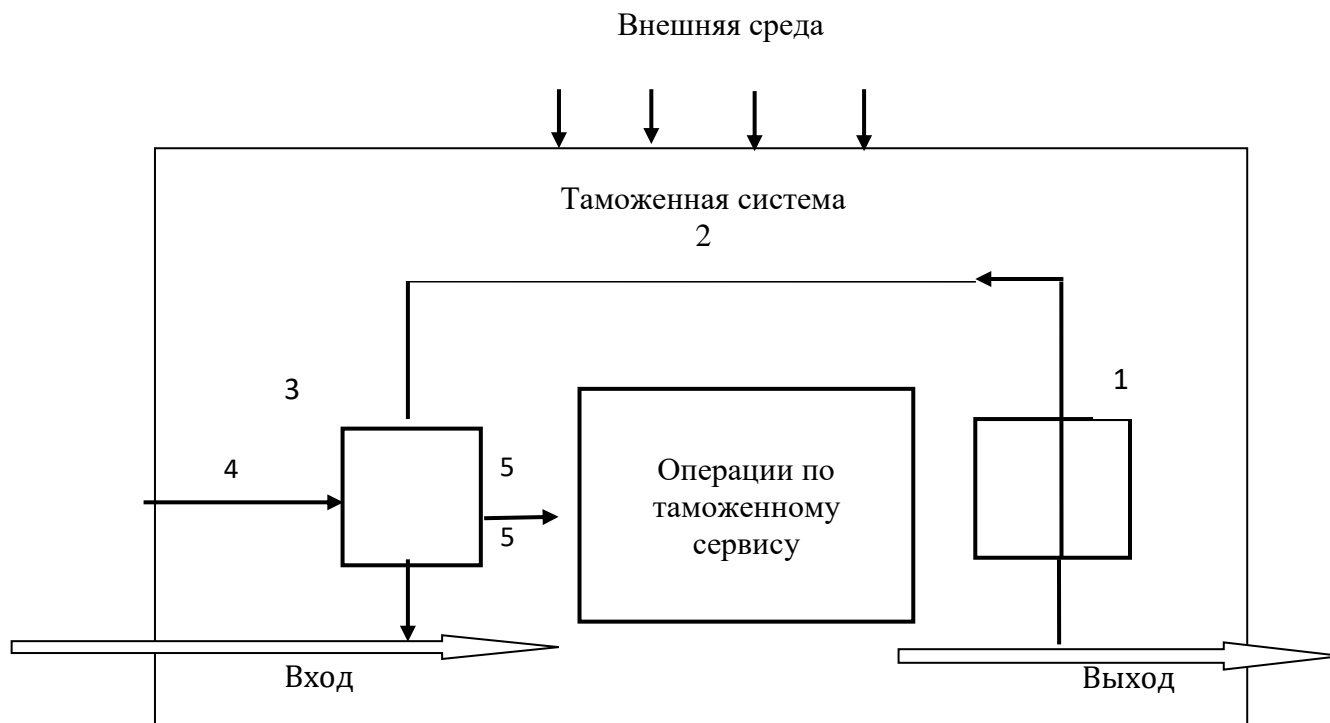 Внешняя среда
Таможенная система
2
3
1
4
5
Операции по
таможенному
сервису
5
Вход
Выход